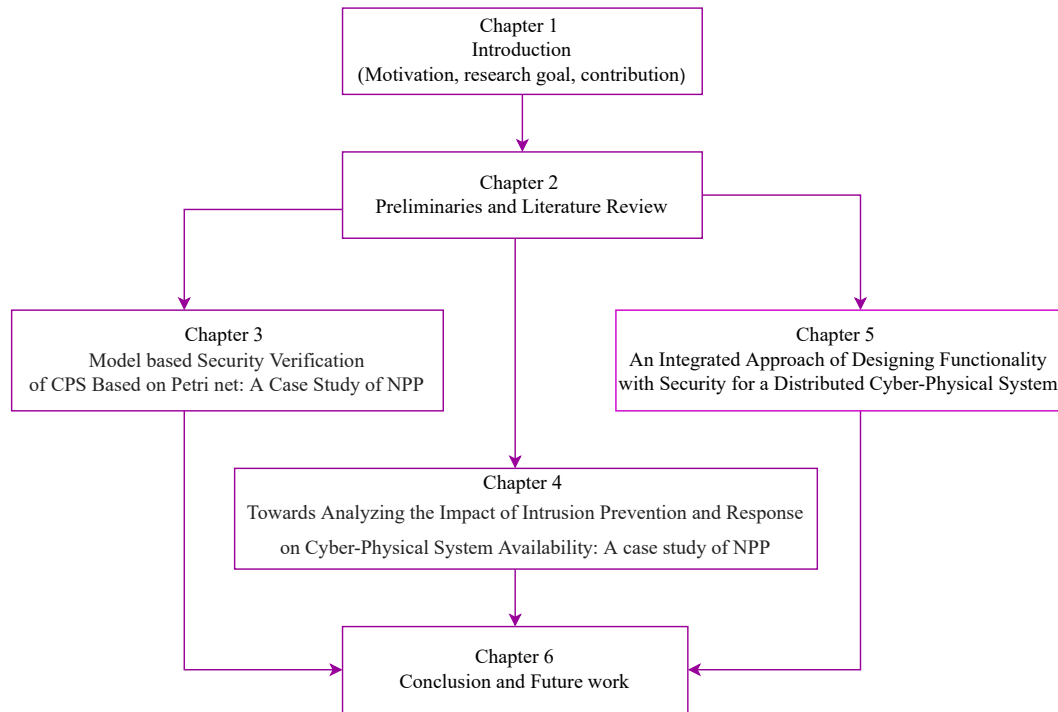 Chapter 1
Introduction
(Motivation, research goal, contribution)
Chapter 2
Preliminaries and Literature Review
Chapter 3
Model based Security Verification
of CPS Based on Petri net: A Case Study of NPP
Chapter 5
An Integrated Approach of Designing Functionality
with Security for a Distributed Cyber-Physical System
Chapter 4
Towards Analyzing the Impact of Intrusion Prevention and Response
on Cyber-Physical System Availability: A case study of NPP
Chapter 6
Conclusion and Future work